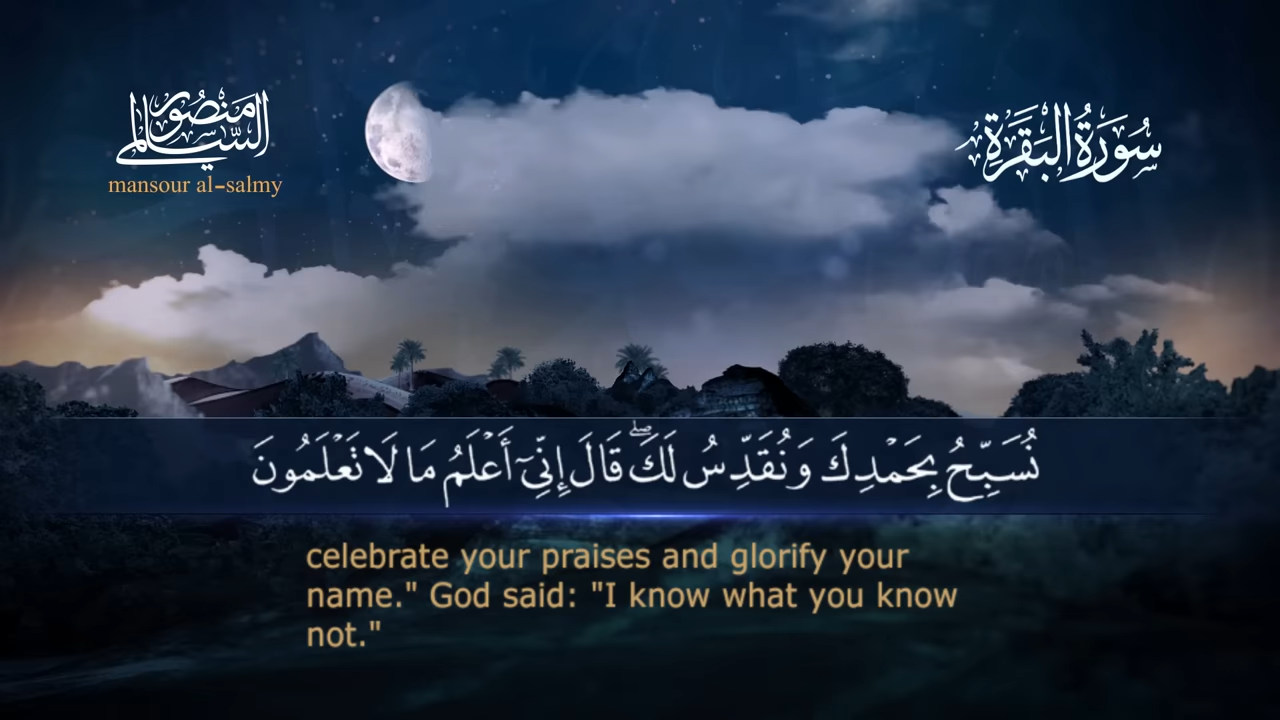 منصور
السالمي
mansour al-salmy
سُورَةُ البَقَرَةِ
نُسَبِّحُ بِحَمْدِكَ وَنُقَدِّسُ لَكَ ۖ قَالَ إِنِّيٓ أَعْلَمُ مَا لَا تَعْلَمُونَ
celebrate your praises and glorify your
name." God said: "I know what you know
not."